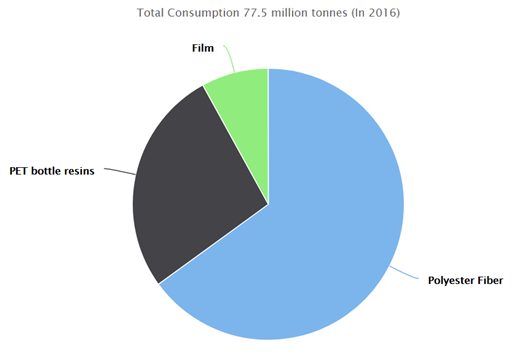 Total Consumption 77.5 million tonnes (In 2016)
Film
PET bottle resins
Polyester Fiber